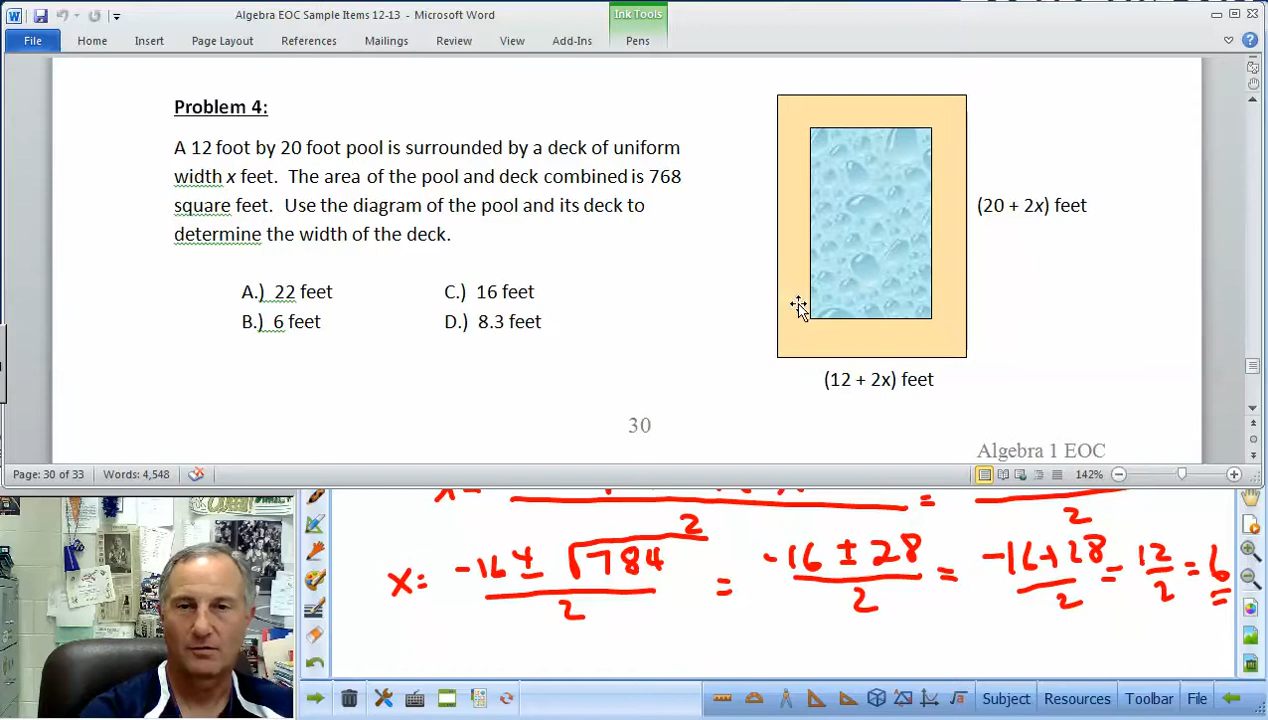 Algebra EOC Sample Items 12-13 - Microsoft Word
Ink Tools
File Home Insert Page Layout References Mailings Review View Add-Ins Pens
Problem 4:
A 12 foot by 20 foot pool is surrounded by a deck of uniform
width x feet. The area of the pool and deck combined is 768
square feet. Use the diagram of the pool and its deck to
determine the width of the deck.
(20 + 2x) feet
A.) 22 feet C.) 16 feet
B.) 6 feet D.) 8.3 feet
(12 + 2x) feet
30
Algebra 1 EOC
Page: 30 of 33 Words: 4,548 142%
2 = 2
x = -16 ± √784 / 2 = -16 ± 28 / 2 = -16+28 / 2 = 12 / 2 = 6
Subject Resources Toolbar File